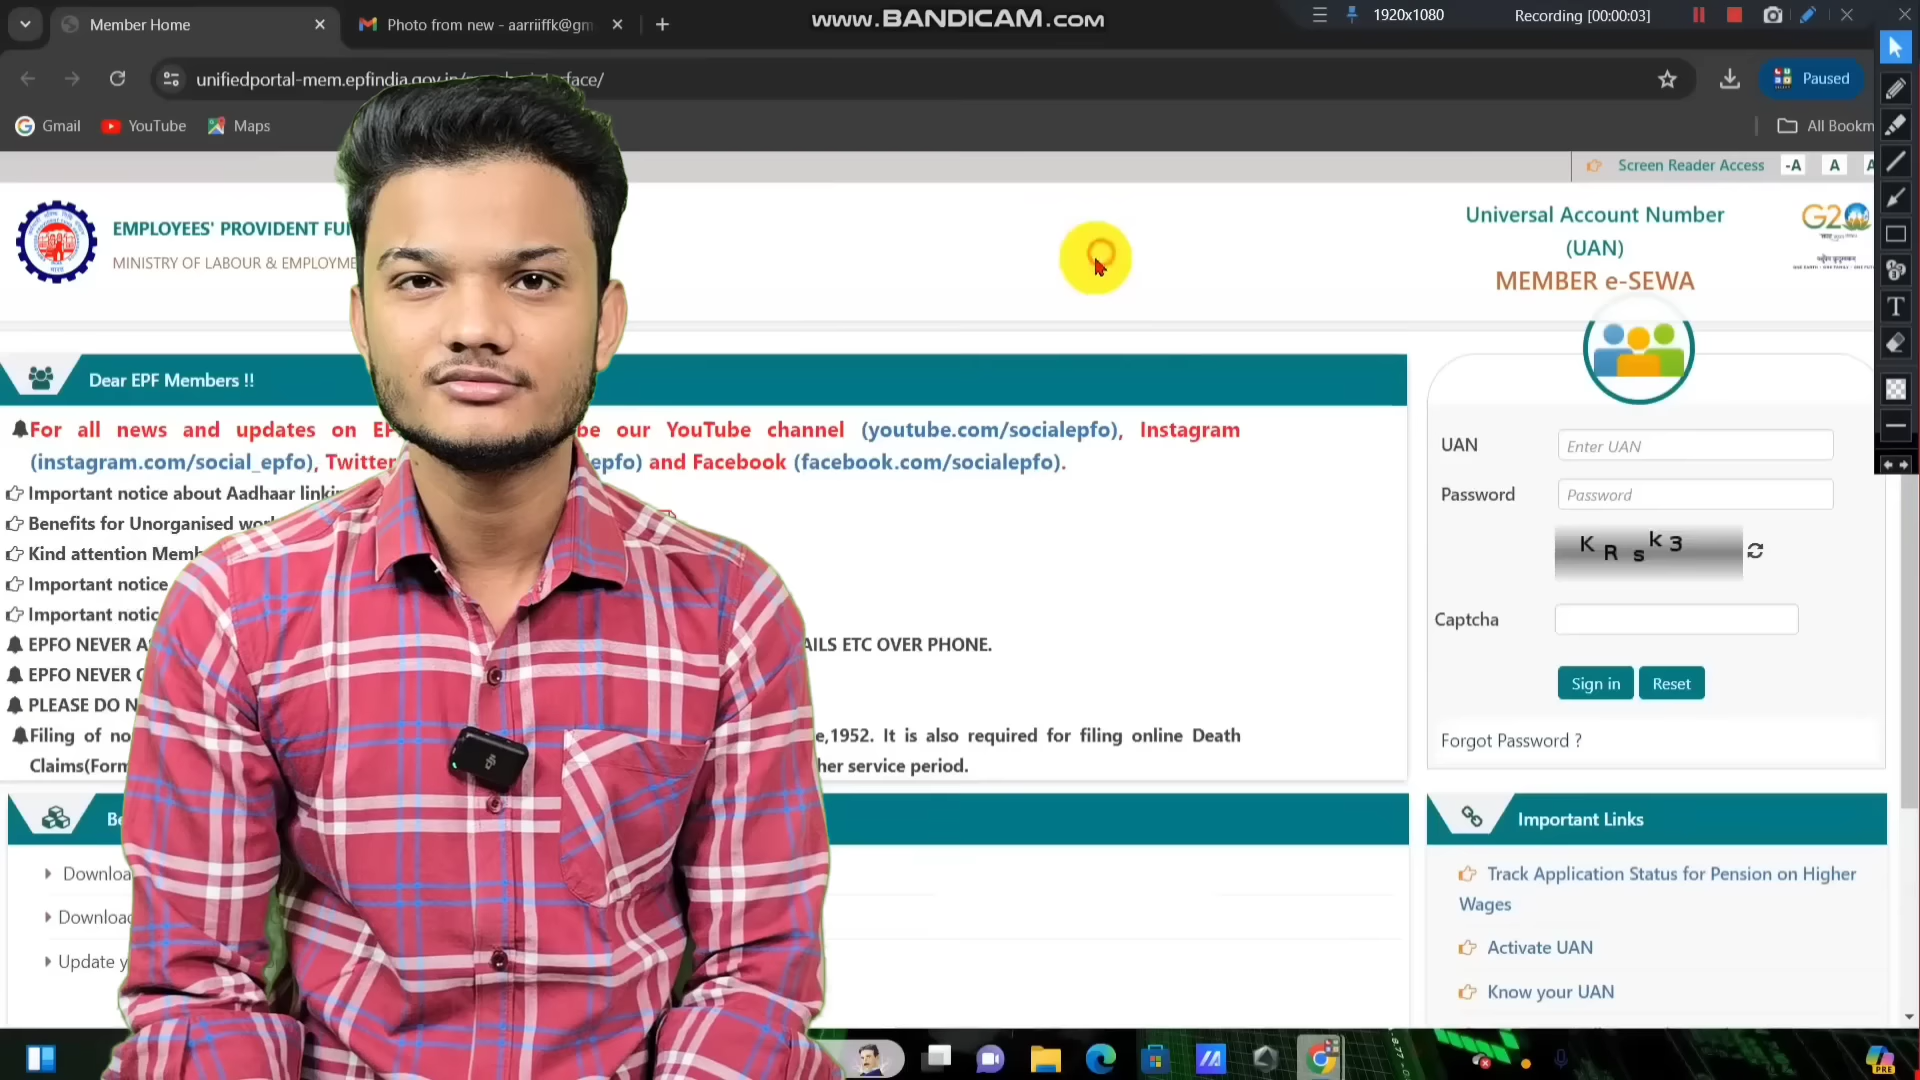 www.BANDICAM.com
1920x1080
Recording [00:00:03]
Member Home
Photo from new - aarriiffk@gm
unifiedportal-mem.epfindia.gov.in/
face/
Paused
Gmail
YouTube
Maps
All Bookm
Screen Reader Access
-A
A
EMPLOYEES' PROVIDENT FU
MINISTRY OF LABOUR & EMPLOYME
Universal Account Number
(UAN)
MEMBER e-SEWA
G20
Dear EPF Members !!
For all news and updates on EP
be our YouTube channel (youtube.com/socialepfo), Instagram
(instagram.com/social_epfo), Twitter
epfo) and Facebook (facebook.com/socialepfo).
Important notice about Aadhaar linki
Benefits for Unorganised wor
Kind attention Memb
Important notice
Important notic
EPFO NEVER A
AILS ETC OVER PHONE.
EPFO NEVER C
PLEASE DO N
Filing of no
e,1952. It is also required for filing online Death
Claims(Form
her service period.
UAN
Enter UAN
Password
Password
K R s k 3
Captcha
Sign in
Reset
Forgot Password ?
Be
Downloa
Downloa
Update y
Important Links
Track Application Status for Pension on Higher
Wages
Activate UAN
Know your UAN
T
PRE